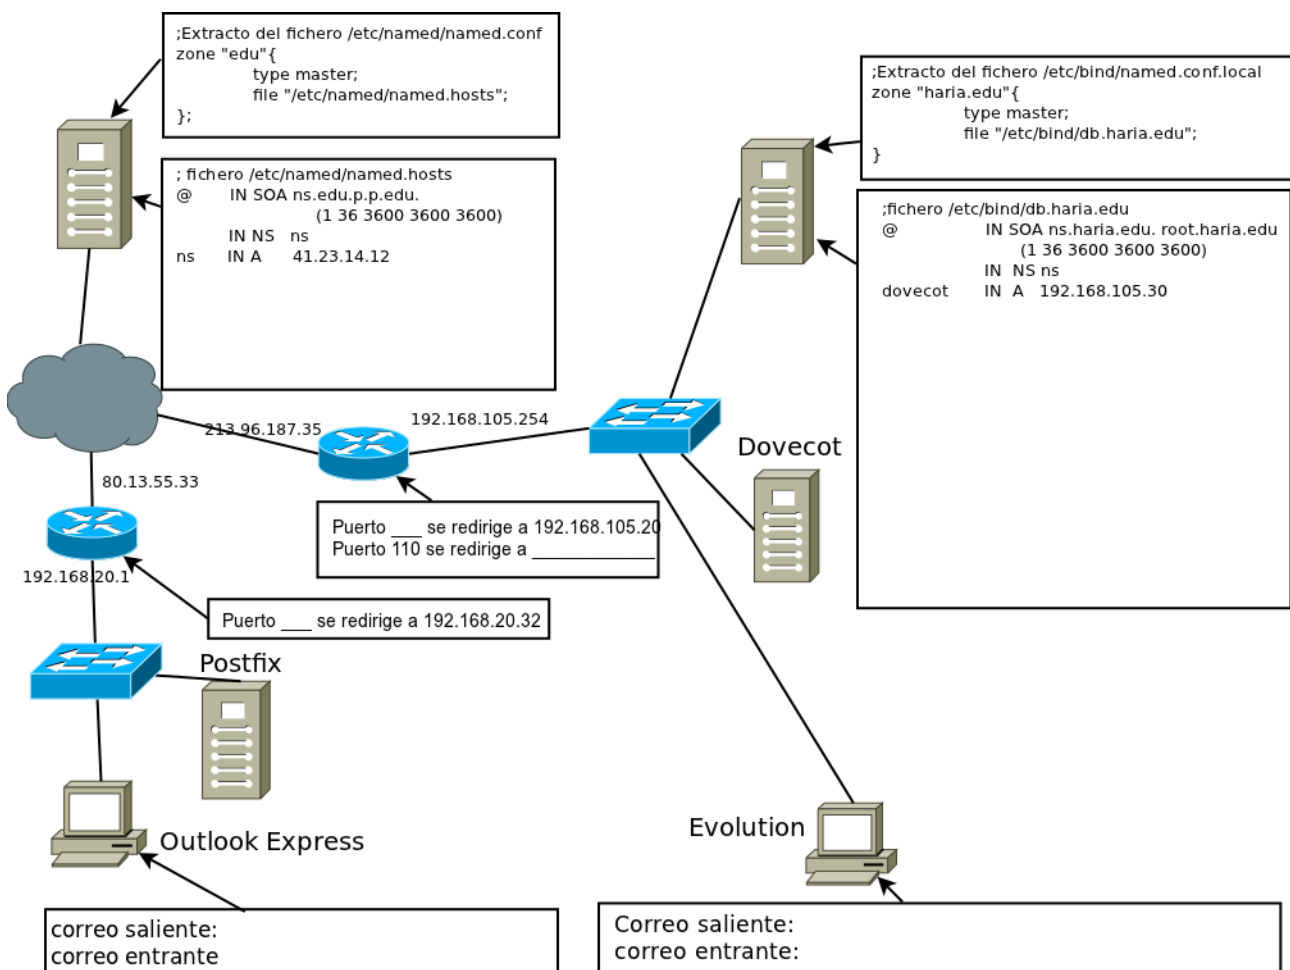 ;Extracto del fichero /etc/named/named.conf
zone "edu"{
type master;
file "/etc/named/named.hosts";
};
; fichero /etc/named/named.hosts
@ IN SOA ns.edu.p.p.edu.
(1 36 3600 3600 3600)
IN NS ns
ns IN A 41.23.14.12
;Extracto del fichero /etc/bind/named.conf.local
zone "haria.edu"{
type master;
file "/etc/bind/db.haria.edu";
}
;fichero /etc/bind/db.haria.edu
@ IN SOA ns.haria.edu. root.haria.edu
(1 36 3600 3600 3600)
IN NS ns
dovecot IN A 192.168.105.30
213.96.187.35
192.168.105.254
Dovecot
80.13.55.33
Puerto ___ se redirige a 192.168.105.20
Puerto 110 se redirige a ____________
192.168.20.1
Puerto ___ se redirige a 192.168.20.32
Postfix
Outlook Express
Evolution
correo saliente:
correo entrante
Correo saliente:
correo entrante: